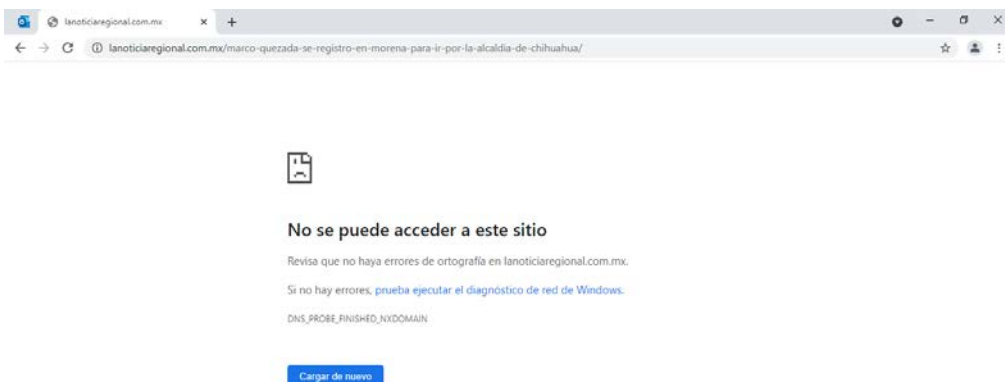 lanoticiaregional.com.mx
lanoticiaregional.com.mx/marco-quezada-se-registro-en-morena-para-ir-por-la-alcaldia-de-chihuahua/
No se puede acceder a este sitio
Revisa que no haya errores de ortografía en lanoticiaregional.com.mx.
Si no hay errores, prueba ejecutar el diagnóstico de red de Windows.
DNS_PROBE_FINISHED_NXDOMAIN
Cargar de nuevo